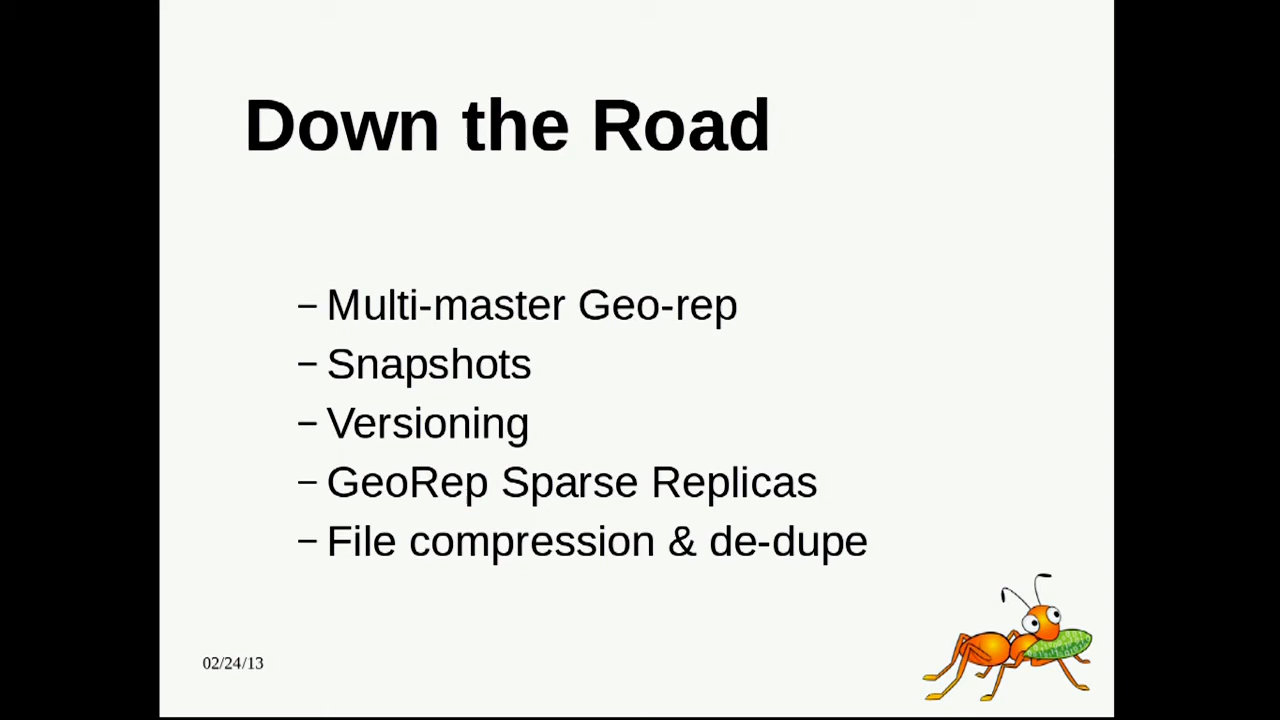 Down the Road
– Multi-master Geo-rep
– Snapshots
– Versioning
– GeoRep Sparse Replicas
– File compression & de-dupe
02/24/13